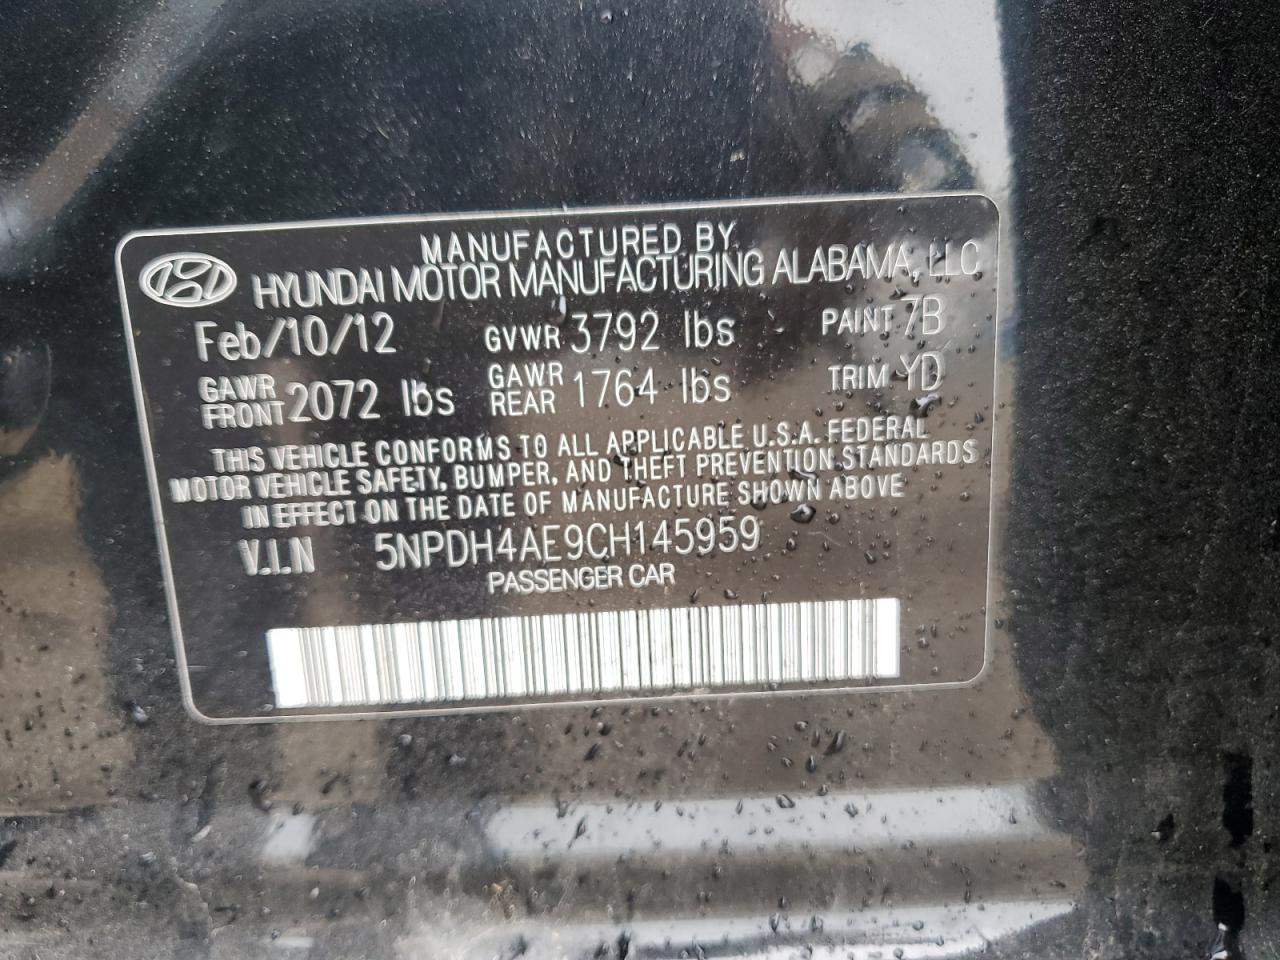 MANUFACTURED BY
HYUNDAI MOTOR MANUFACTURING ALABAMA, LLC
Feb/10/12 GVWR 3792 lbs PAINT 7B
GAWR FRONT 2072 lbs GAWR REAR 1764 lbs TRIM YD
THIS VEHICLE CONFORMS TO ALL APPLICABLE U.S.A. FEDERAL
MOTOR VEHICLE SAFETY, BUMPER, AND THEFT PREVENTION STANDARDS
IN EFFECT ON THE DATE OF MANUFACTURE SHOWN ABOVE
V.I.N 5NPDH4AE9CH145959
PASSENGER CAR